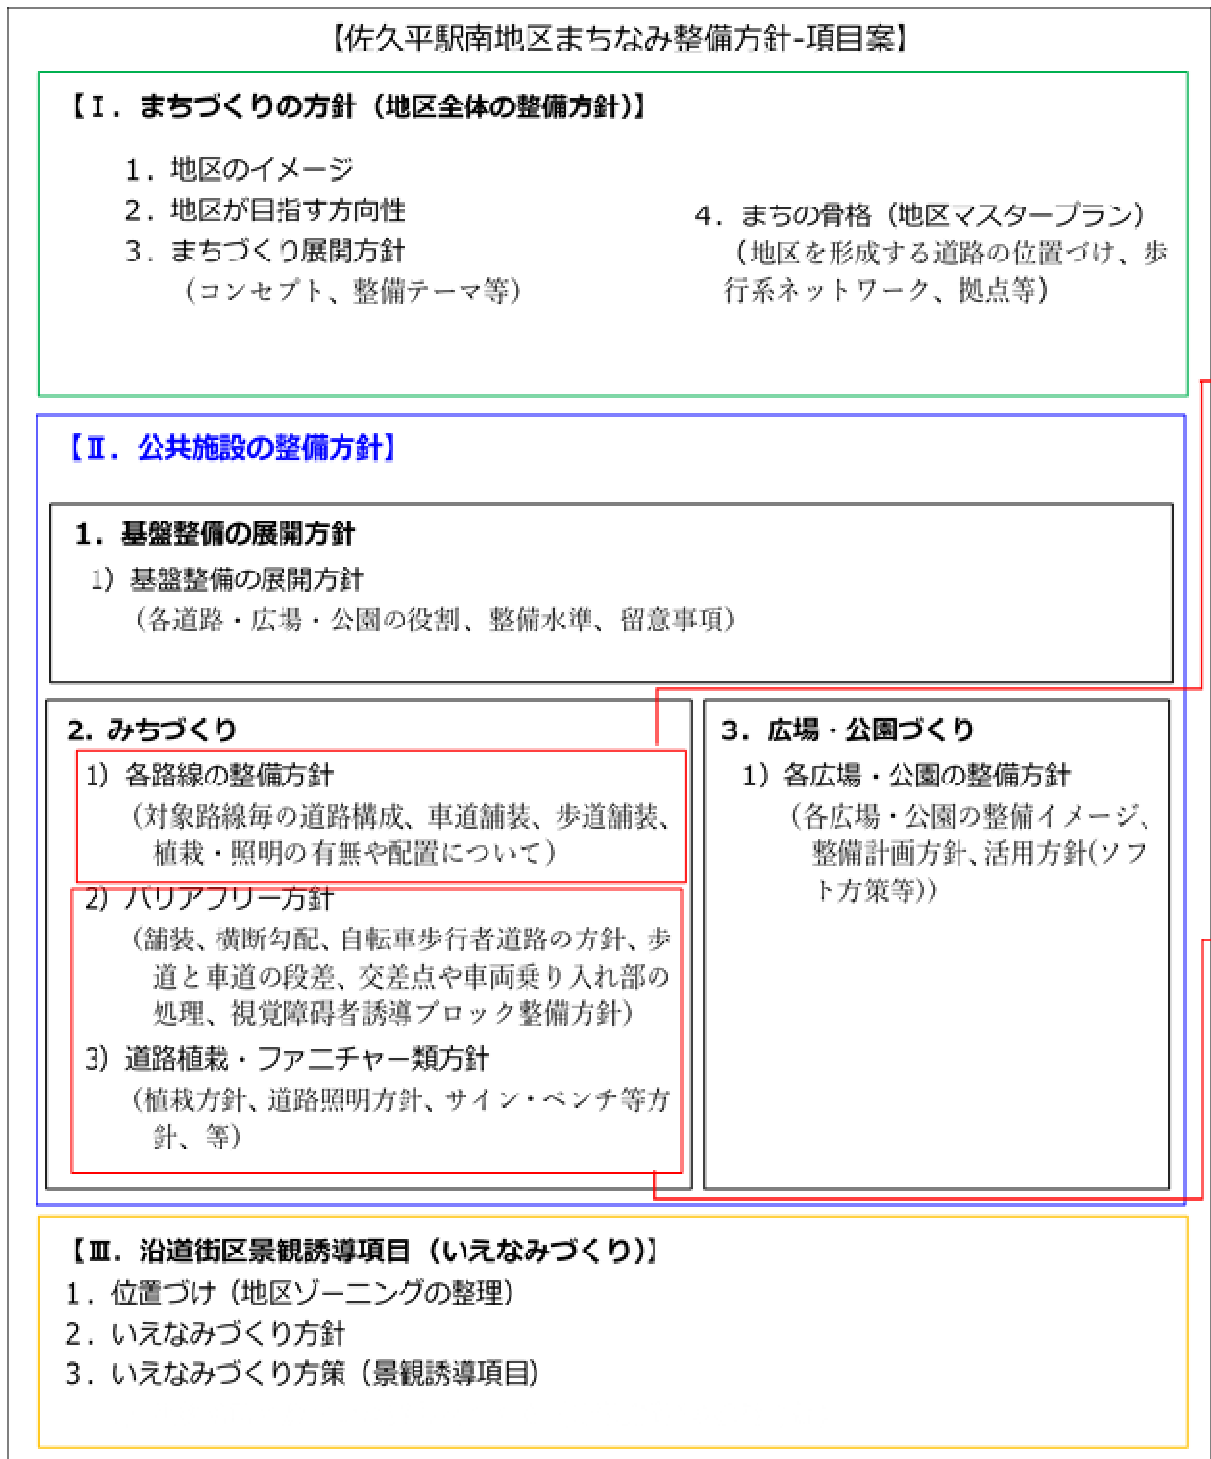 【佐久平駅南地区まちなみ整備方針-項目案】
【Ⅰ．まちづくりの方針（地区全体の整備方針）】
１．地区のイメージ
２．地区が目指す方向性
３．まちづくり展開方針
（コンセプト、整備テーマ等）
４．まちの骨格（地区マスタープラン）
（地区を形成する道路の位置づけ、歩
行系ネットワーク、拠点等）
【Ⅱ．公共施設の整備方針】
１．基盤整備の展開方針
１）基盤整備の展開方針
（各道路・広場・公園の役割、整備水準、留意事項）
２．みちづくり
１）各路線の整備方針
（対象路線毎の道路構成、車道舗装、歩道舗装、
植栽・照明の有無や配置について）
２）バリアフリー方針
（舗装、横断勾配、自転車歩行者道路の方針、歩
道と車道の段差、交差点や車両乗り入れ部の
処理、視覚障碍者誘導ブロック整備方針）
３）道路植栽・ファニチャー類方針
（植栽方針、道路照明方針、サイン・ベンチ等方
針、等）
３．広場・公園づくり
１）各広場・公園の整備方針
（各広場・公園の整備イメージ、
整備計画方針、活用方針(ソフ
ト方策等)）
【Ⅲ．沿道街区景観誘導項目（いえなみづくり）】
１．位置づけ（地区ゾーニングの整理）
２．いえなみづくり方針
３．いえなみづくり方策（景観誘導項目）